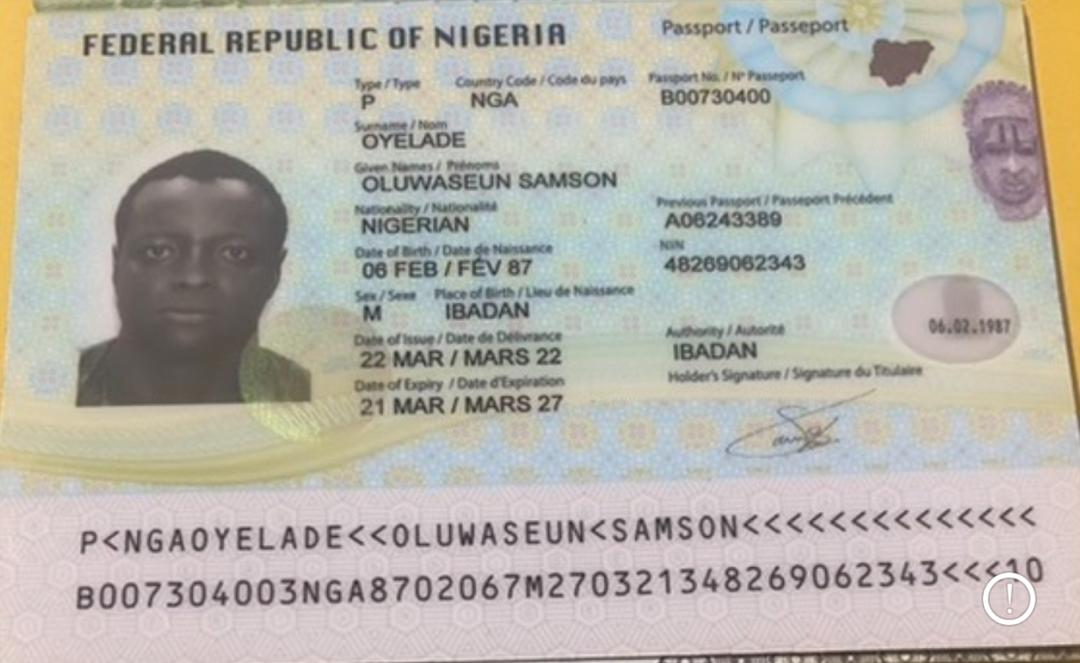 FEDERAL REPUBLIC OF NIGERIA
Passport / Passeport
Type / Type Country Code / Code du pays Passport No. / N° Passeport
P NGA B00730400
Surname / Nom
OYELADE
Given Names / Prénoms
OLUWASEUN SAMSON
Nationality / Nationalité Previous Passport / Passeport Précédent
NIGERIAN A06243389
Date of Birth / Date de Naissance NIN
06 FEB / FÉV 87 48269062343
Sex / Sexe Place of Birth / Lieu de Naissance
M IBADAN
06.02.1987
Date of Issue / Date de Délivrance Authority / Autorité
22 MAR / MARS 22 IBADAN
Date of Expiry / Date d'Expiration Holder's Signature / Signature du Titulaire
21 MAR / MARS 27
P<NGAOYELADE<<OLUWASEUN<SAMSON<<<<<<<<<<<<<<
B007304003NGA8702067M270321348269062343<<<10